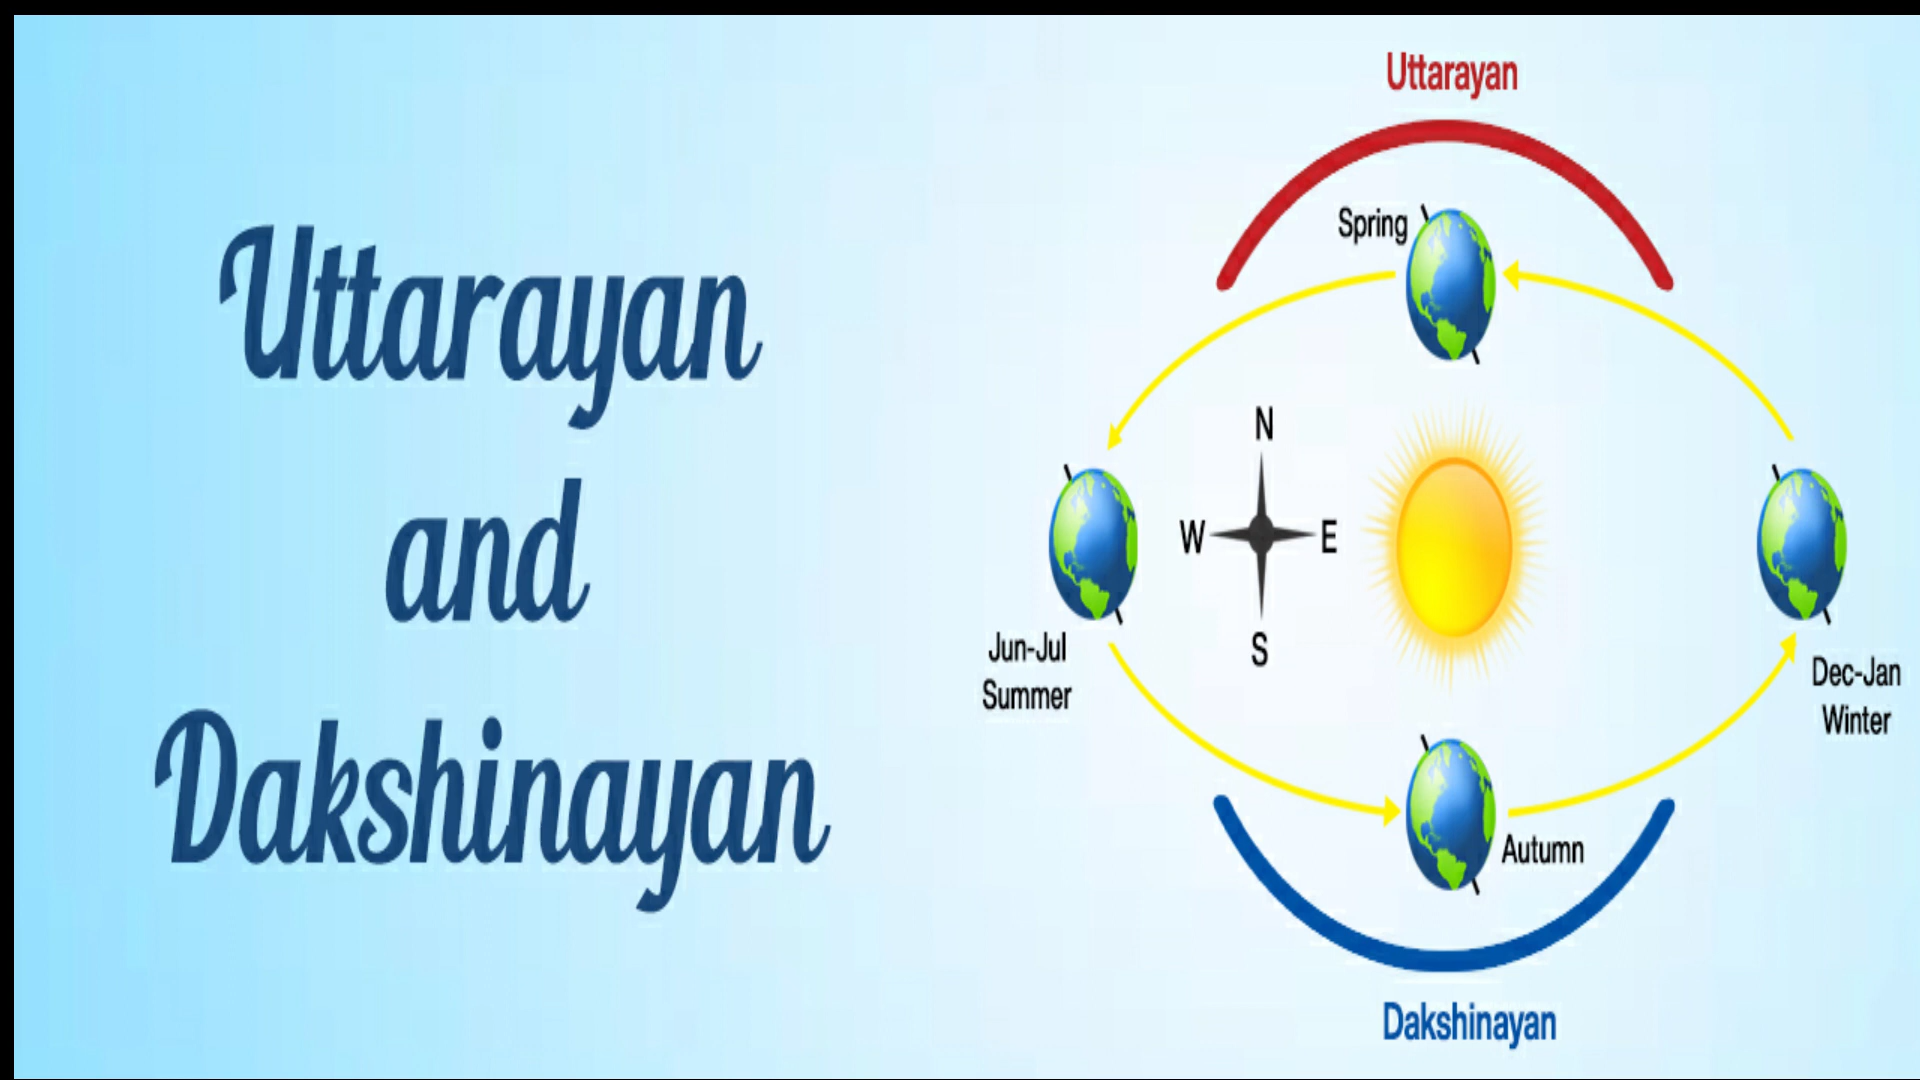 Uttarayan
and
Dakshinayan
Uttarayan
Spring
N
W
E
S
Jun-Jul
Summer
Dec-Jan
Winter
Autumn
Dakshinayan